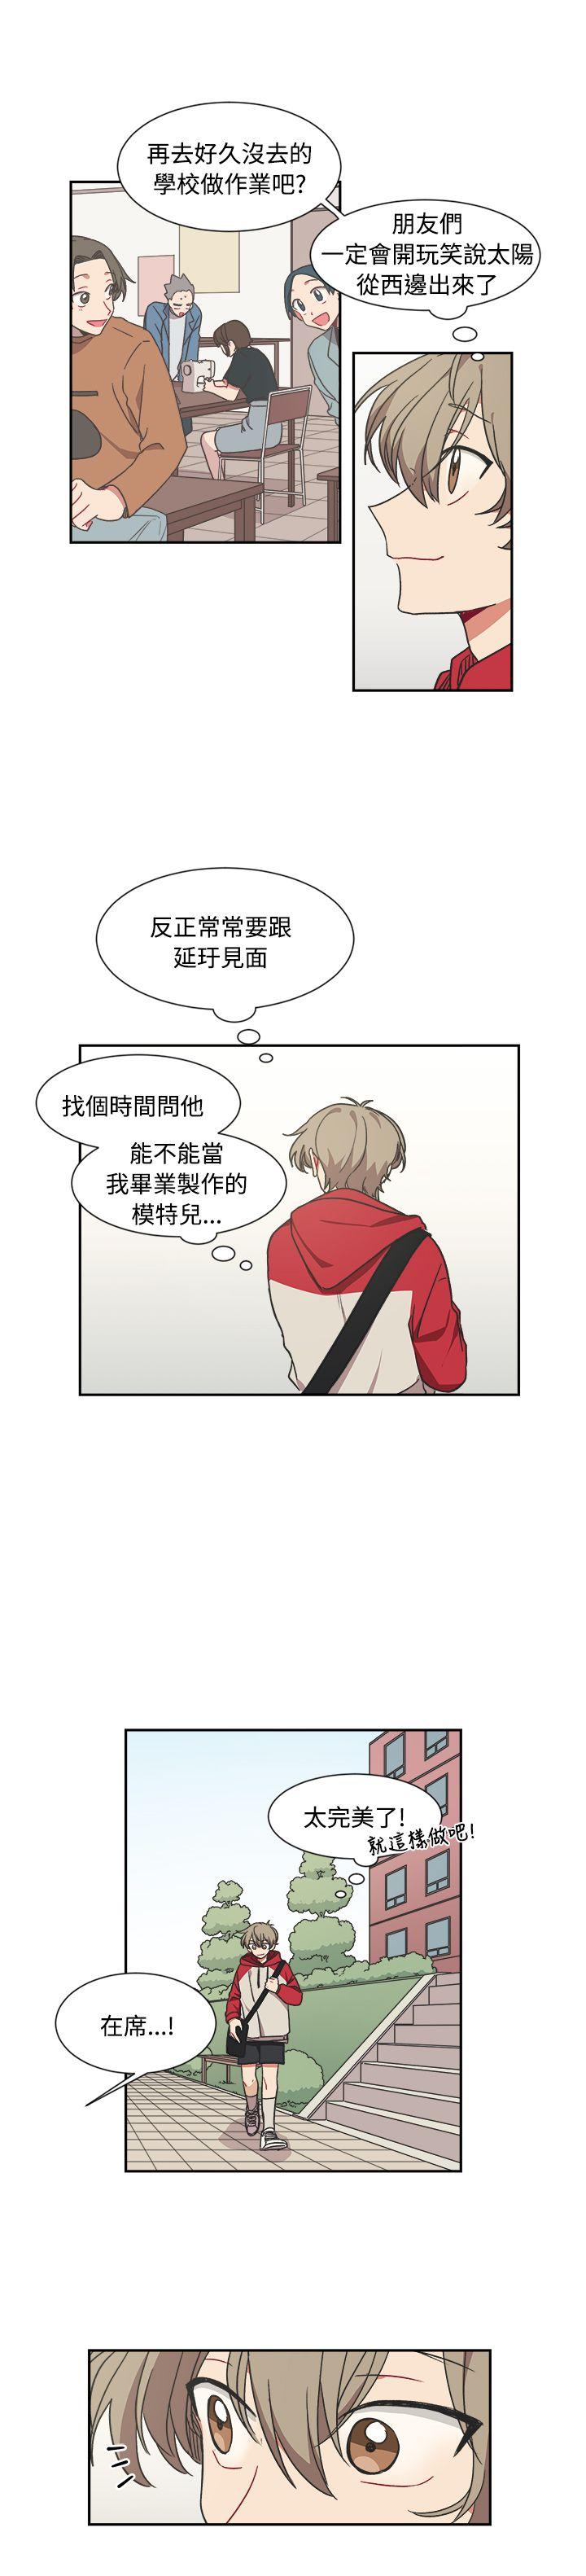 再去好久沒去的
學校做作業吧?
朋友們
一定會開玩笑說太陽
從西邊出來了
反正常常要跟
延玗見面
找個時間問他
能不能當
我畢業製作的
模特兒...
太完美了!
就這樣做吧!
在席...!